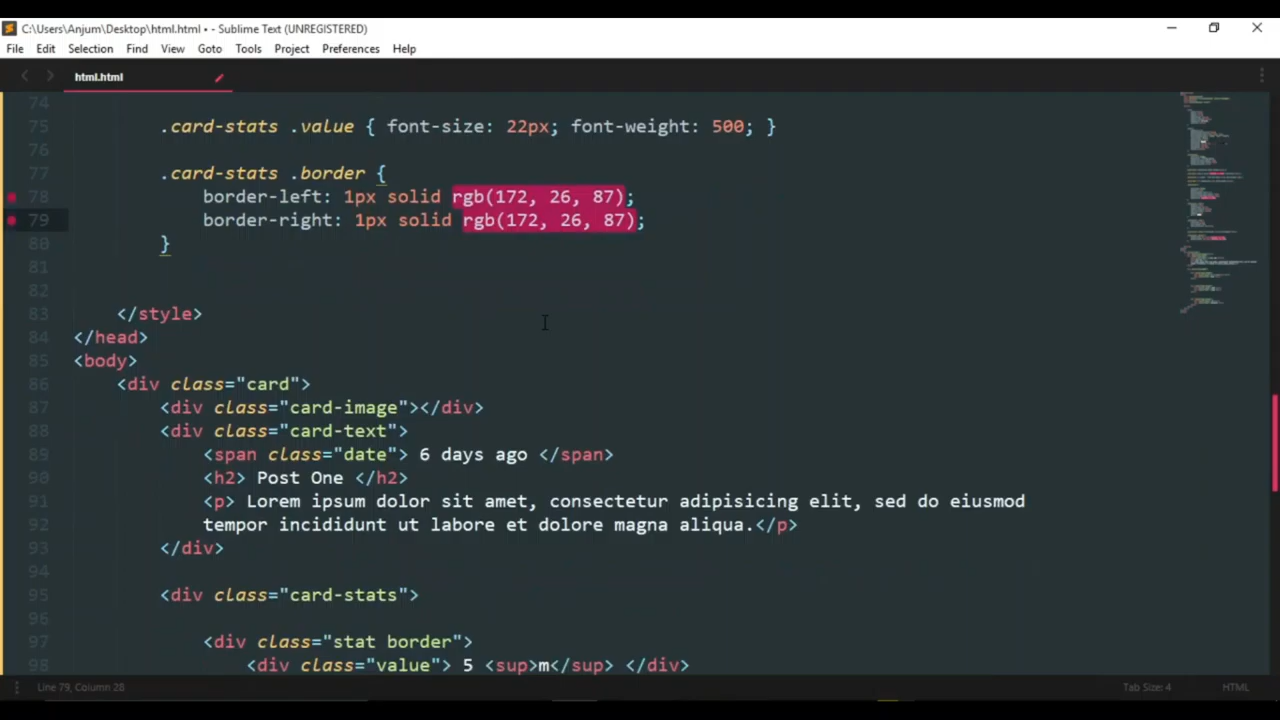 C:\Users\Anjum\Desktop\html.html • - Sublime Text (UNREGISTERED)
File Edit Selection Find View Goto Tools Project Preferences Help
html.html
74
75 .card-stats .value { font-size: 22px; font-weight: 500; }
76
77 .card-stats .border {
78 border-left: 1px solid rgb(172, 26, 87);
79 border-right: 1px solid rgb(172, 26, 87);
80 }
81
82
83 </style>
84 </head>
85 <body>
86 <div class="card">
87 <div class="card-image"></div>
88 <div class="card-text">
89 <span class="date"> 6 days ago </span>
90 <h2> Post One </h2>
91 <p> Lorem ipsum dolor sit amet, consectetur adipisicing elit, sed do eiusmod
92 tempor incididunt ut labore et dolore magna aliqua.</p>
93 </div>
94
95 <div class="card-stats">
96
97 <div class="stat border">
98 <div class="value"> 5 <sup>m</sup> </div>
Line 79, Column 28 Tab Size: 4 HTML